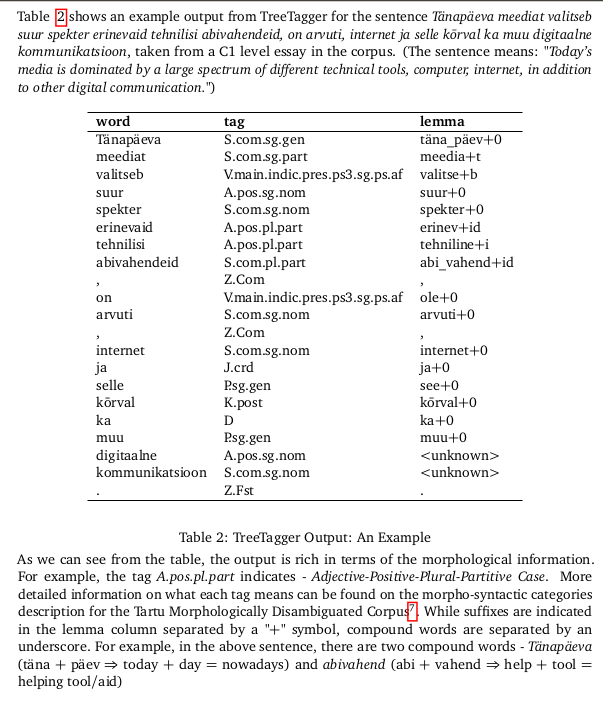 Table 2 shows an example output from TreeTagger for the sentence Tänapäeva meediat valitseb
suur spekter erinevaid tehnilisi abivahendeid, on arvuti, internet ja selle kõrval ka muu digitaalne
kommunikatsioon, taken from a C1 level essay in the corpus. (The sentence means: "Today's
media is dominated by a large spectrum of different technical tools, computer, internet, in addition
to other digital communication.")
word tag lemma
Tänapäeva S.com.sg.gen täna_päev+0
meediat S.com.sg.part meedia+t
valitseb V.main.indic.pres.ps3.sg.ps.af valitse+b
suur A.pos.sg.nom suur+0
spekter S.com.sg.nom spekter+0
erinevaid A.pos.pl.part erinev+id
tehnilisi A.pos.pl.part tehniline+i
abivahendeid S.com.pl.part abi_vahend+id
, Z.Com ,
on V.main.indic.pres.ps3.sg.ps.af ole+0
arvuti S.com.sg.nom arvuti+0
, Z.Com ,
internet S.com.sg.nom internet+0
ja J.crd ja+0
selle P.sg.gen see+0
kõrval K.post kõrval+0
ka D ka+0
muu P.sg.gen muu+0
digitaalne A.pos.sg.nom <unknown>
kommunikatsioon S.com.sg.nom <unknown>
. Z.Fst .
Table 2: TreeTagger Output: An Example
As we can see from the table, the output is rich in terms of the morphological information.
For example, the tag A.pos.pl.part indicates - Adjective-Positive-Plural-Partitive Case. More
detailed information on what each tag means can be found on the morpho-syntactic categories
description for the Tartu Morphologically Disambiguated Corpus7. While suffixes are indicated
in the lemma column separated by a "+" symbol, compound words are separated by an
underscore. For example, in the above sentence, there are two compound words - Tänapäeva
(täna + päev ⇒ today + day = nowadays) and abivahend (abi + vahend ⇒ help + tool =
helping tool/aid)